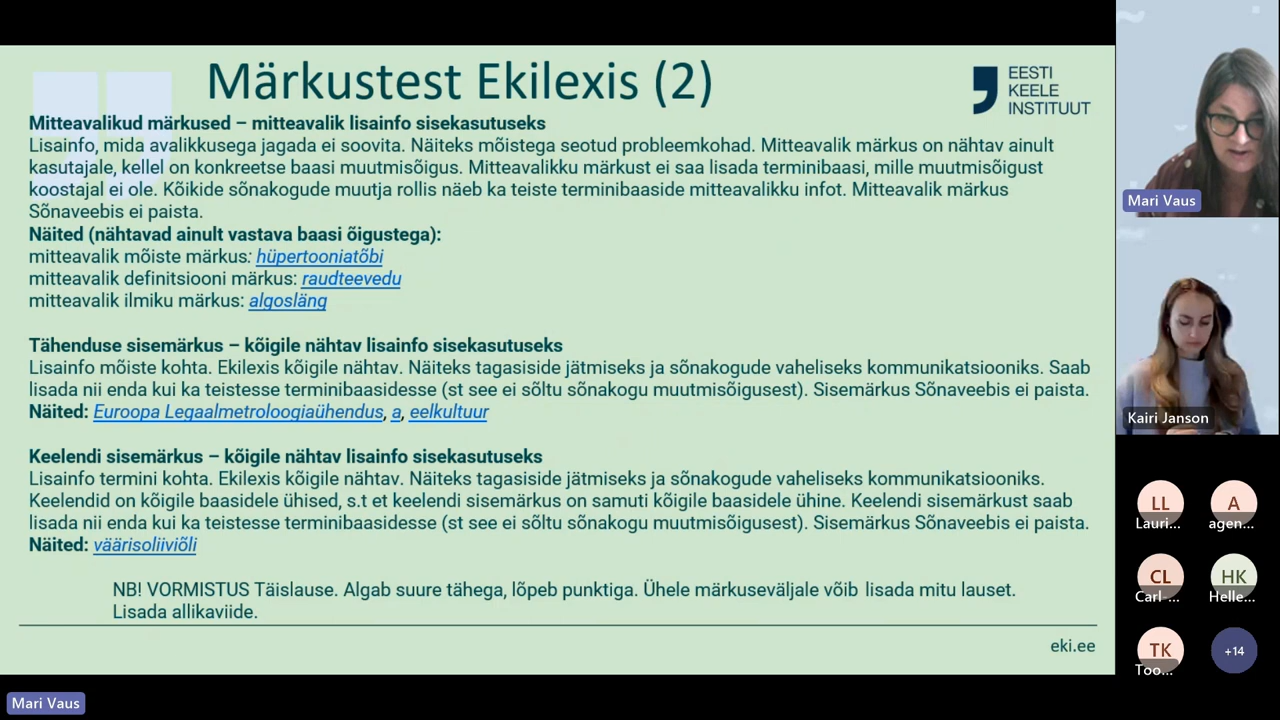 Märkustest Ekilexis (2)
EESTI
KEELE
INSTITUUT
Mitteavalikud märkused – mitteavalik lisainfo sisekasutuseks
Lisainfo, mida avalikkusega jagada ei soovita. Näiteks mõistega seotud probleemkohad. Mitteavalik märkus on nähtav ainult
kasutajale, kellel on konkreetse baasi muutmisõigus. Mitteavalikku märkust ei saa lisada terminibaasi, mille muutmisõigust
koostajal ei ole. Kõikide sõnakogude muutja rollis näeb ka teiste terminibaaside mitteavalikku infot. Mitteavalik märkus
Sõnaveebis ei paista.
Näited (nähtavad ainult vastava baasi õigustega):
mitteavalik mõiste märkus: hüpertooniatõbi
mitteavalik definitsiooni märkus: raudteevedu
mitteavalik ilmiku märkus: algosläng
Tähenduse sisemärkus – kõigile nähtav lisainfo sisekasutuseks
Lisainfo mõiste kohta. Ekilexis kõigile nähtav. Näiteks tagasiside jätmiseks ja sõnakogude vaheliseks kommunikatsiooniks. Saab
lisada nii enda kui ka teistesse terminibaasidesse (st see ei sõltu sõnakogu muutmisõigusest). Sisemärkus Sõnaveebis ei paista.
Näited: Euroopa Legaalmetroloogiaühendus, a, eelkultuur
Keelendi sisemärkus – kõigile nähtav lisainfo sisekasutuseks
Lisainfo termini kohta. Ekilexis kõigile nähtav. Näiteks tagasiside jätmiseks ja sõnakogude vaheliseks kommunikatsiooniks.
Keelendid on kõigile baasidele ühised, s.t et keelendi sisemärkus on samuti kõigile baasidele ühine. Keelendi sisemärkust saab
lisada nii enda kui ka teistesse terminibaasidesse (st see ei sõltu sõnakogu muutmisõigusest). Sisemärkus Sõnaveebis ei paista.
Näited: väärisoliiviõli
NB! VORMISTUS Täislause. Algab suure tähega, lõpeb punktiga. Ühele märkuseväljale võib lisada mitu lauset.
Lisada allikaviide.
eki.ee
Mari Vaus
Mari Vaus
Kairi Janson
LL
Lauri...
A
agen...
CL
Carl-...
HK
Helle...
TK
Too...
+14